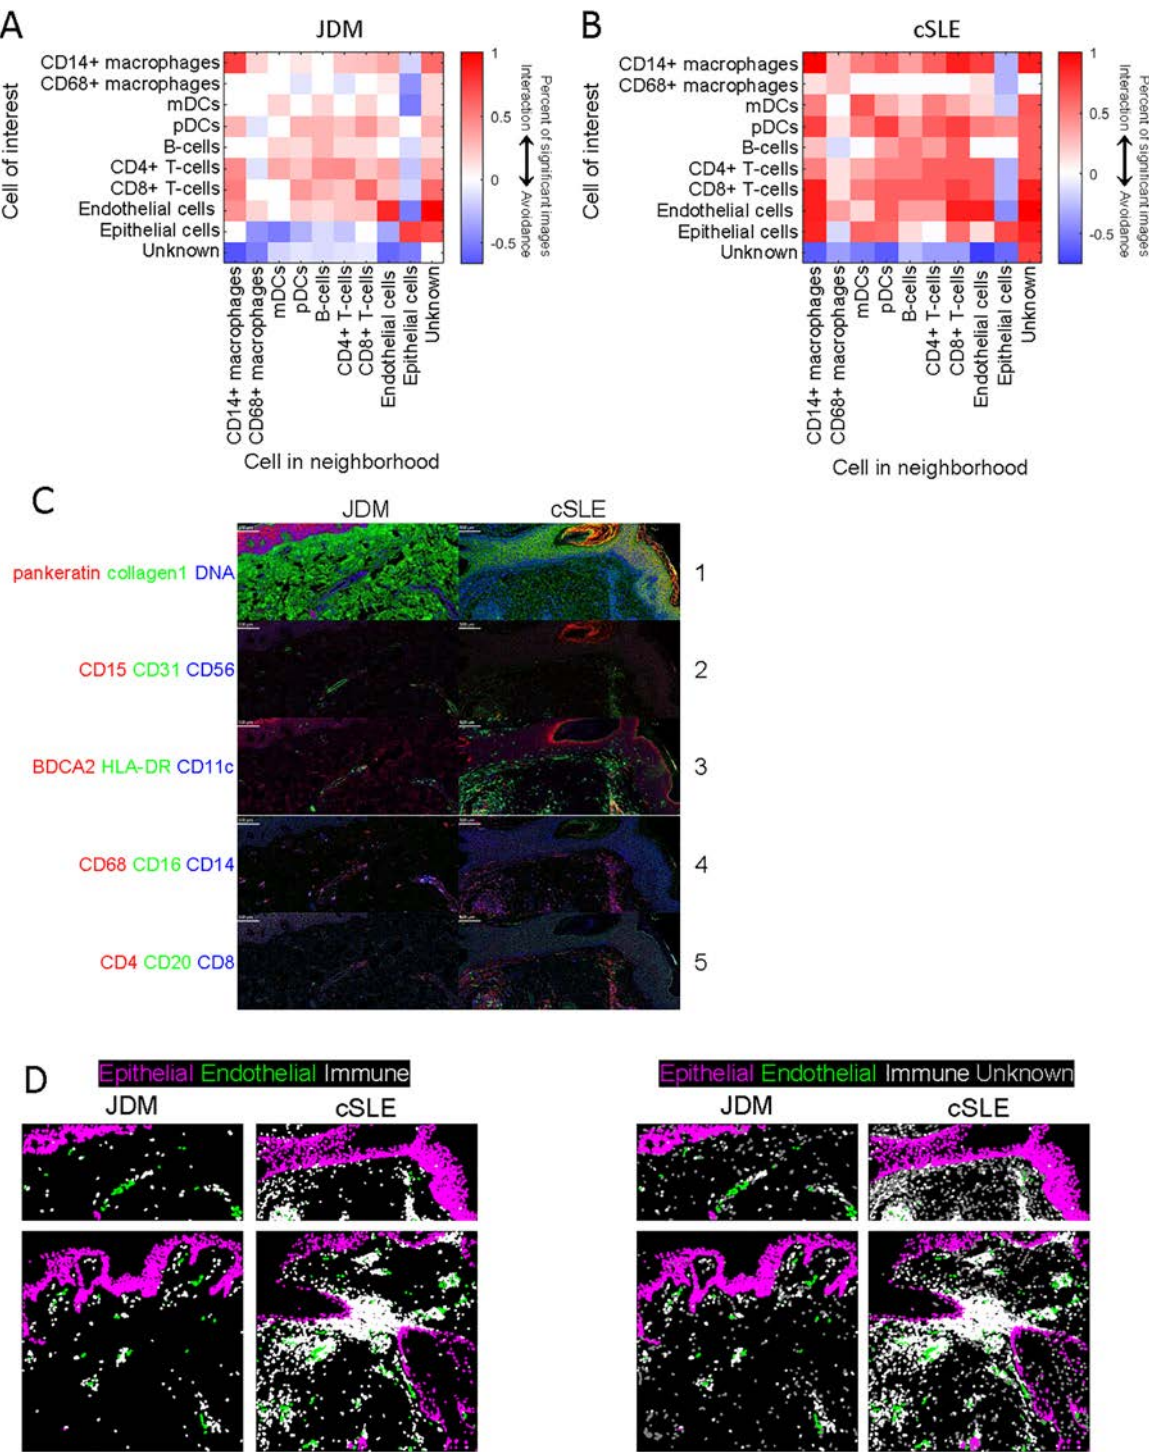 A
JDM
CD14+ macrophages
CD68+ macrophages
mDCs
pDCs
B-cells
CD4+ T-cells
CD8+ T-cells
Endothelial cells
Epithelial cells
Unknown
Cell of interest
CD14+ macrophages
CD68+ macrophages
mDCs
pDCs
B-cells
CD4+ T-cells
CD8+ T-cells
Endothelial cells
Epithelial cells
Unknown
Cell in neighborhood
1
0.5
0
-0.5
Percent of significant images
Interaction
Avoidance
B
cSLE
CD14+ macrophages
CD68+ macrophages
mDCs
pDCs
B-cells
CD4+ T-cells
CD8+ T-cells
Endothelial cells
Epithelial cells
Unknown
Cell of interest
CD14+ macrophages
CD68+ macrophages
mDCs
pDCs
B-cells
CD4+ T-cells
CD8+ T-cells
Endothelial cells
Epithelial cells
Unknown
Cell in neighborhood
1
0.5
0
-0.5
Percent of significant images
Interaction
Avoidance
C
JDM cSLE
pankeratin collagen1 DNA 1
CD15 CD31 CD56 2
BDCA2 HLA-DR CD11c 3
CD68 CD16 CD14 4
CD4 CD20 CD8 5
D
Epithelial Endothelial Immune
JDM cSLE
Epithelial Endothelial Immune Unknown
JDM cSLE